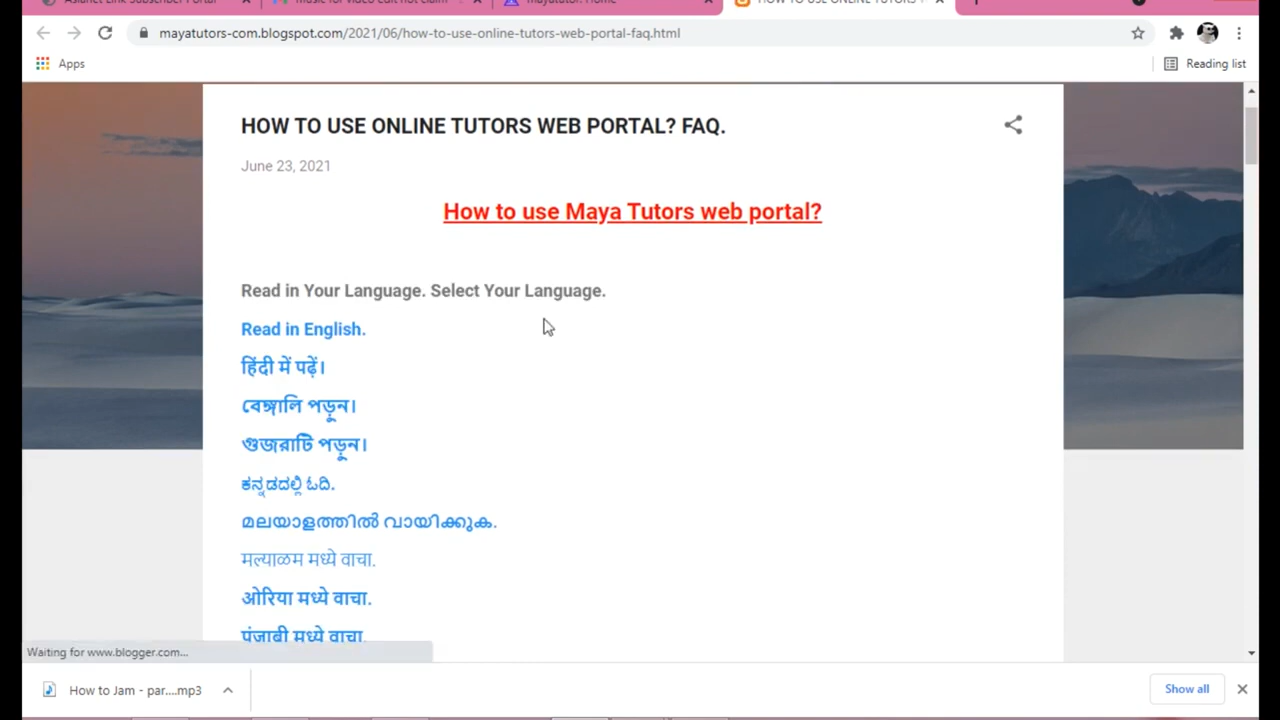 mayatutors-com.blogspot.com/2021/06/how-to-use-online-tutors-web-portal-faq.html
Apps
Reading list
HOW TO USE ONLINE TUTORS WEB PORTAL? FAQ.
June 23, 2021
How to use Maya Tutors web portal?
Read in Your Language. Select Your Language.
Read in English.
हिंदी में पढ़ें।
বেঙ্গালি পড়ুন।
গুজরাটি পড়ুন।
ಕನ್ನಡದಲ್ಲಿ ಓದಿ.
മലയാളത്തിൽ വായിക്കുക.
मल्याळम मध्ये वाचा.
ओरिया मध्ये वाचा.
पंजाबी मध्ये वाचा.
Waiting for www.blogger.com...
How to Jam - par....mp3
Show all